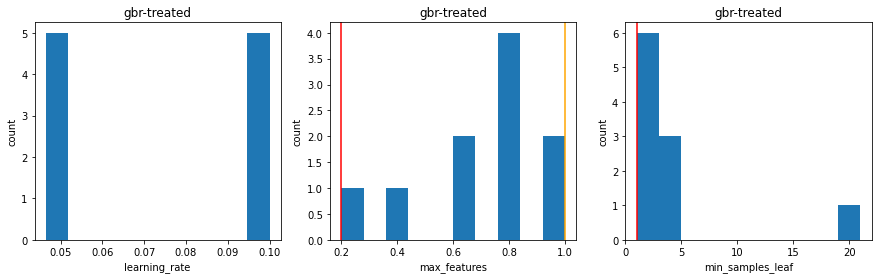 gbr-treated
count
5
4
3
2
1
0
0.05 0.06 0.07 0.08 0.09 0.10
learning_rate
gbr-treated
count
4.0
3.5
3.0
2.5
2.0
1.5
1.0
0.5
0.0
0.2 0.4 0.6 0.8 1.0
max_features
gbr-treated
count
6
5
4
3
2
1
0
0 5 10 15 20
min_samples_leaf